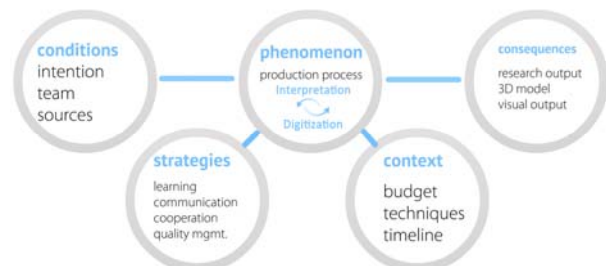 conditions
intention
team
sources
phenomenon
production process
Interpretation
Digitization
consequences
research output
3D model
visual output
strategies
learning
communication
cooperation
quality mgmt.
context
budget
techniques
timeline